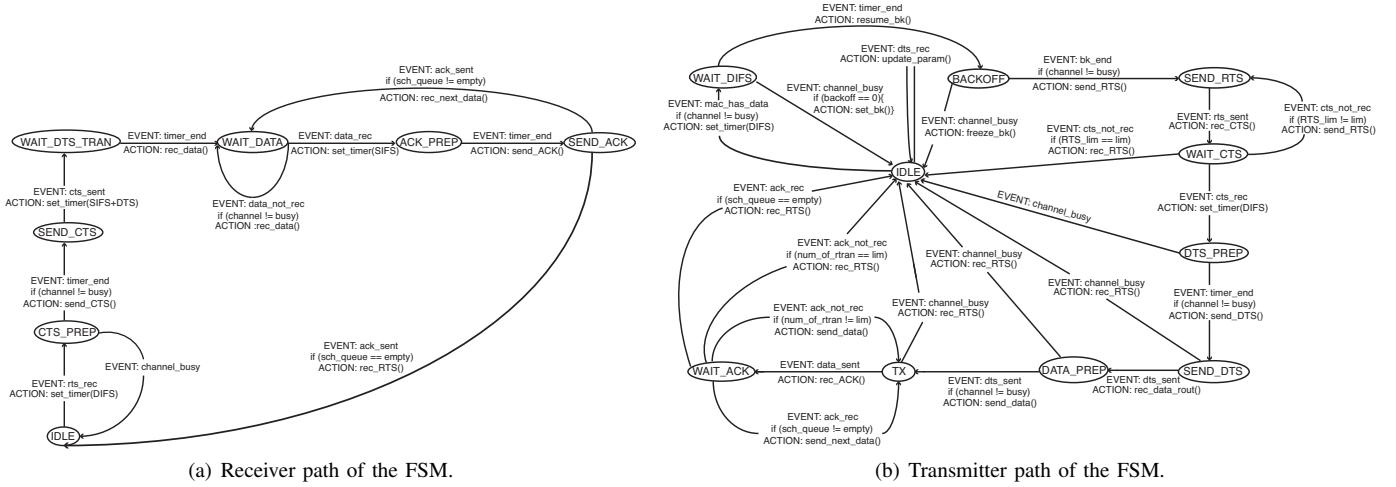 EVENT: ack_sent
if (sch_queue != empty)
ACTION: rec_next_data()
WAIT_DTS_TRAN
EVENT: timer_end
ACTION: rec_data()
WAIT_DATA
EVENT: data_rec
ACTION: set_timer(SIFS)
ACK_PREP
EVENT: timer_end
ACTION: send_ACK()
SEND_ACK
EVENT: data_not_rec
if (channel != busy)
ACTION :rec_data()
EVENT: cts_sent
ACTION: set_timer(SIFS+DTS)
SEND_CTS
EVENT: timer_end
if (channel != busy)
ACTION: send_CTS()
CTS_PREP
EVENT: channel_busy
EVENT: ack_sent
if (sch_queue == empty)
ACTION: rec_RTS()
EVENT: rts_rec
ACTION: set_timer(DIFS)
IDLE
(a) Receiver path of the FSM.
EVENT: timer_end
ACTION: resume_bk()
EVENT: dts_rec
ACTION: update_param()
WAIT_DIFS
BACKOFF
EVENT: bk_end
if (channel != busy)
ACTION: send_RTS()
SEND_RTS
EVENT: mac_has_data
if (channel != busy)
ACTION: set_timer(DIFS)
EVENT: channel_busy
if (backoff == 0){
ACTION: set_bk()}
EVENT: channel_busy
ACTION: freeze_bk()
EVENT: rts_sent
ACTION: rec_CTS()
EVENT: cts_not_rec
if (RTS_lim != lim)
ACTION: send_RTS()
EVENT: cts_not_rec
if (RTS_lim == lim)
ACTION: rec_RTS()
WAIT_CTS
IDLE
EVENT: ack_rec
if (sch_queue == empty)
ACTION: rec_RTS()
EVENT: channel_busy
EVENT: cts_rec
ACTION: set_timer(DIFS)
DTS_PREP
EVENT: ack_not_rec
if (num_of_rtran == lim)
ACTION: rec_RTS()
EVENT: channel_busy
ACTION: rec_RTS()
EVENT: channel_busy
ACTION: rec_RTS()
EVENT: timer_end
if (channel != busy)
ACTION: send_DTS()
EVENT: channel_busy
ACTION: rec_RTS()
EVENT: ack_not_rec
if (num_of_rtran != lim)
ACTION: send_data()
WAIT_ACK
EVENT: data_sent
ACTION: rec_ACK()
TX
EVENT: dts_sent
if (channel != busy)
ACTION: send_data()
DATA_PREP
EVENT: dts_sent
ACTION: rec_data_rout()
SEND_DTS
EVENT: ack_rec
if (sch_queue != empty)
ACTION: send_next_data()
(b) Transmitter path of the FSM.